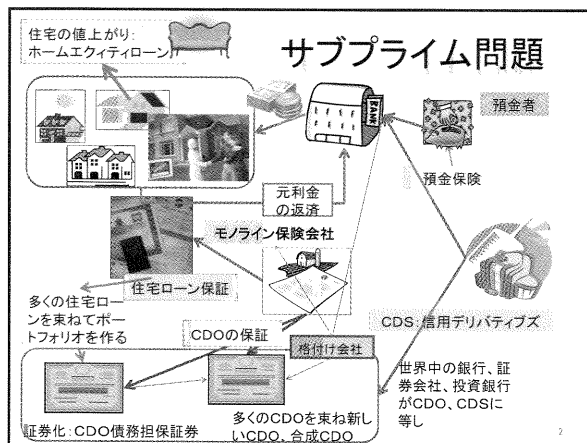 住宅の値上がり:
ホームエクィティローン
サブプライム問題
BANK
預金者
預金保険
元利金
の返済
モノライン保険会社
住宅ローン保証
多くの住宅ロー
ンを束ねてポー
トフォリオを作る
CDOの保証
格付け会社
CDS:信用デリバティブズ
世界中の銀行、証
券会社、投資銀行
がCDO、CDSに
等し
証券化:CDO債務担保証券
多くのCDOを束ね新し
いCDO、合成CDO
2